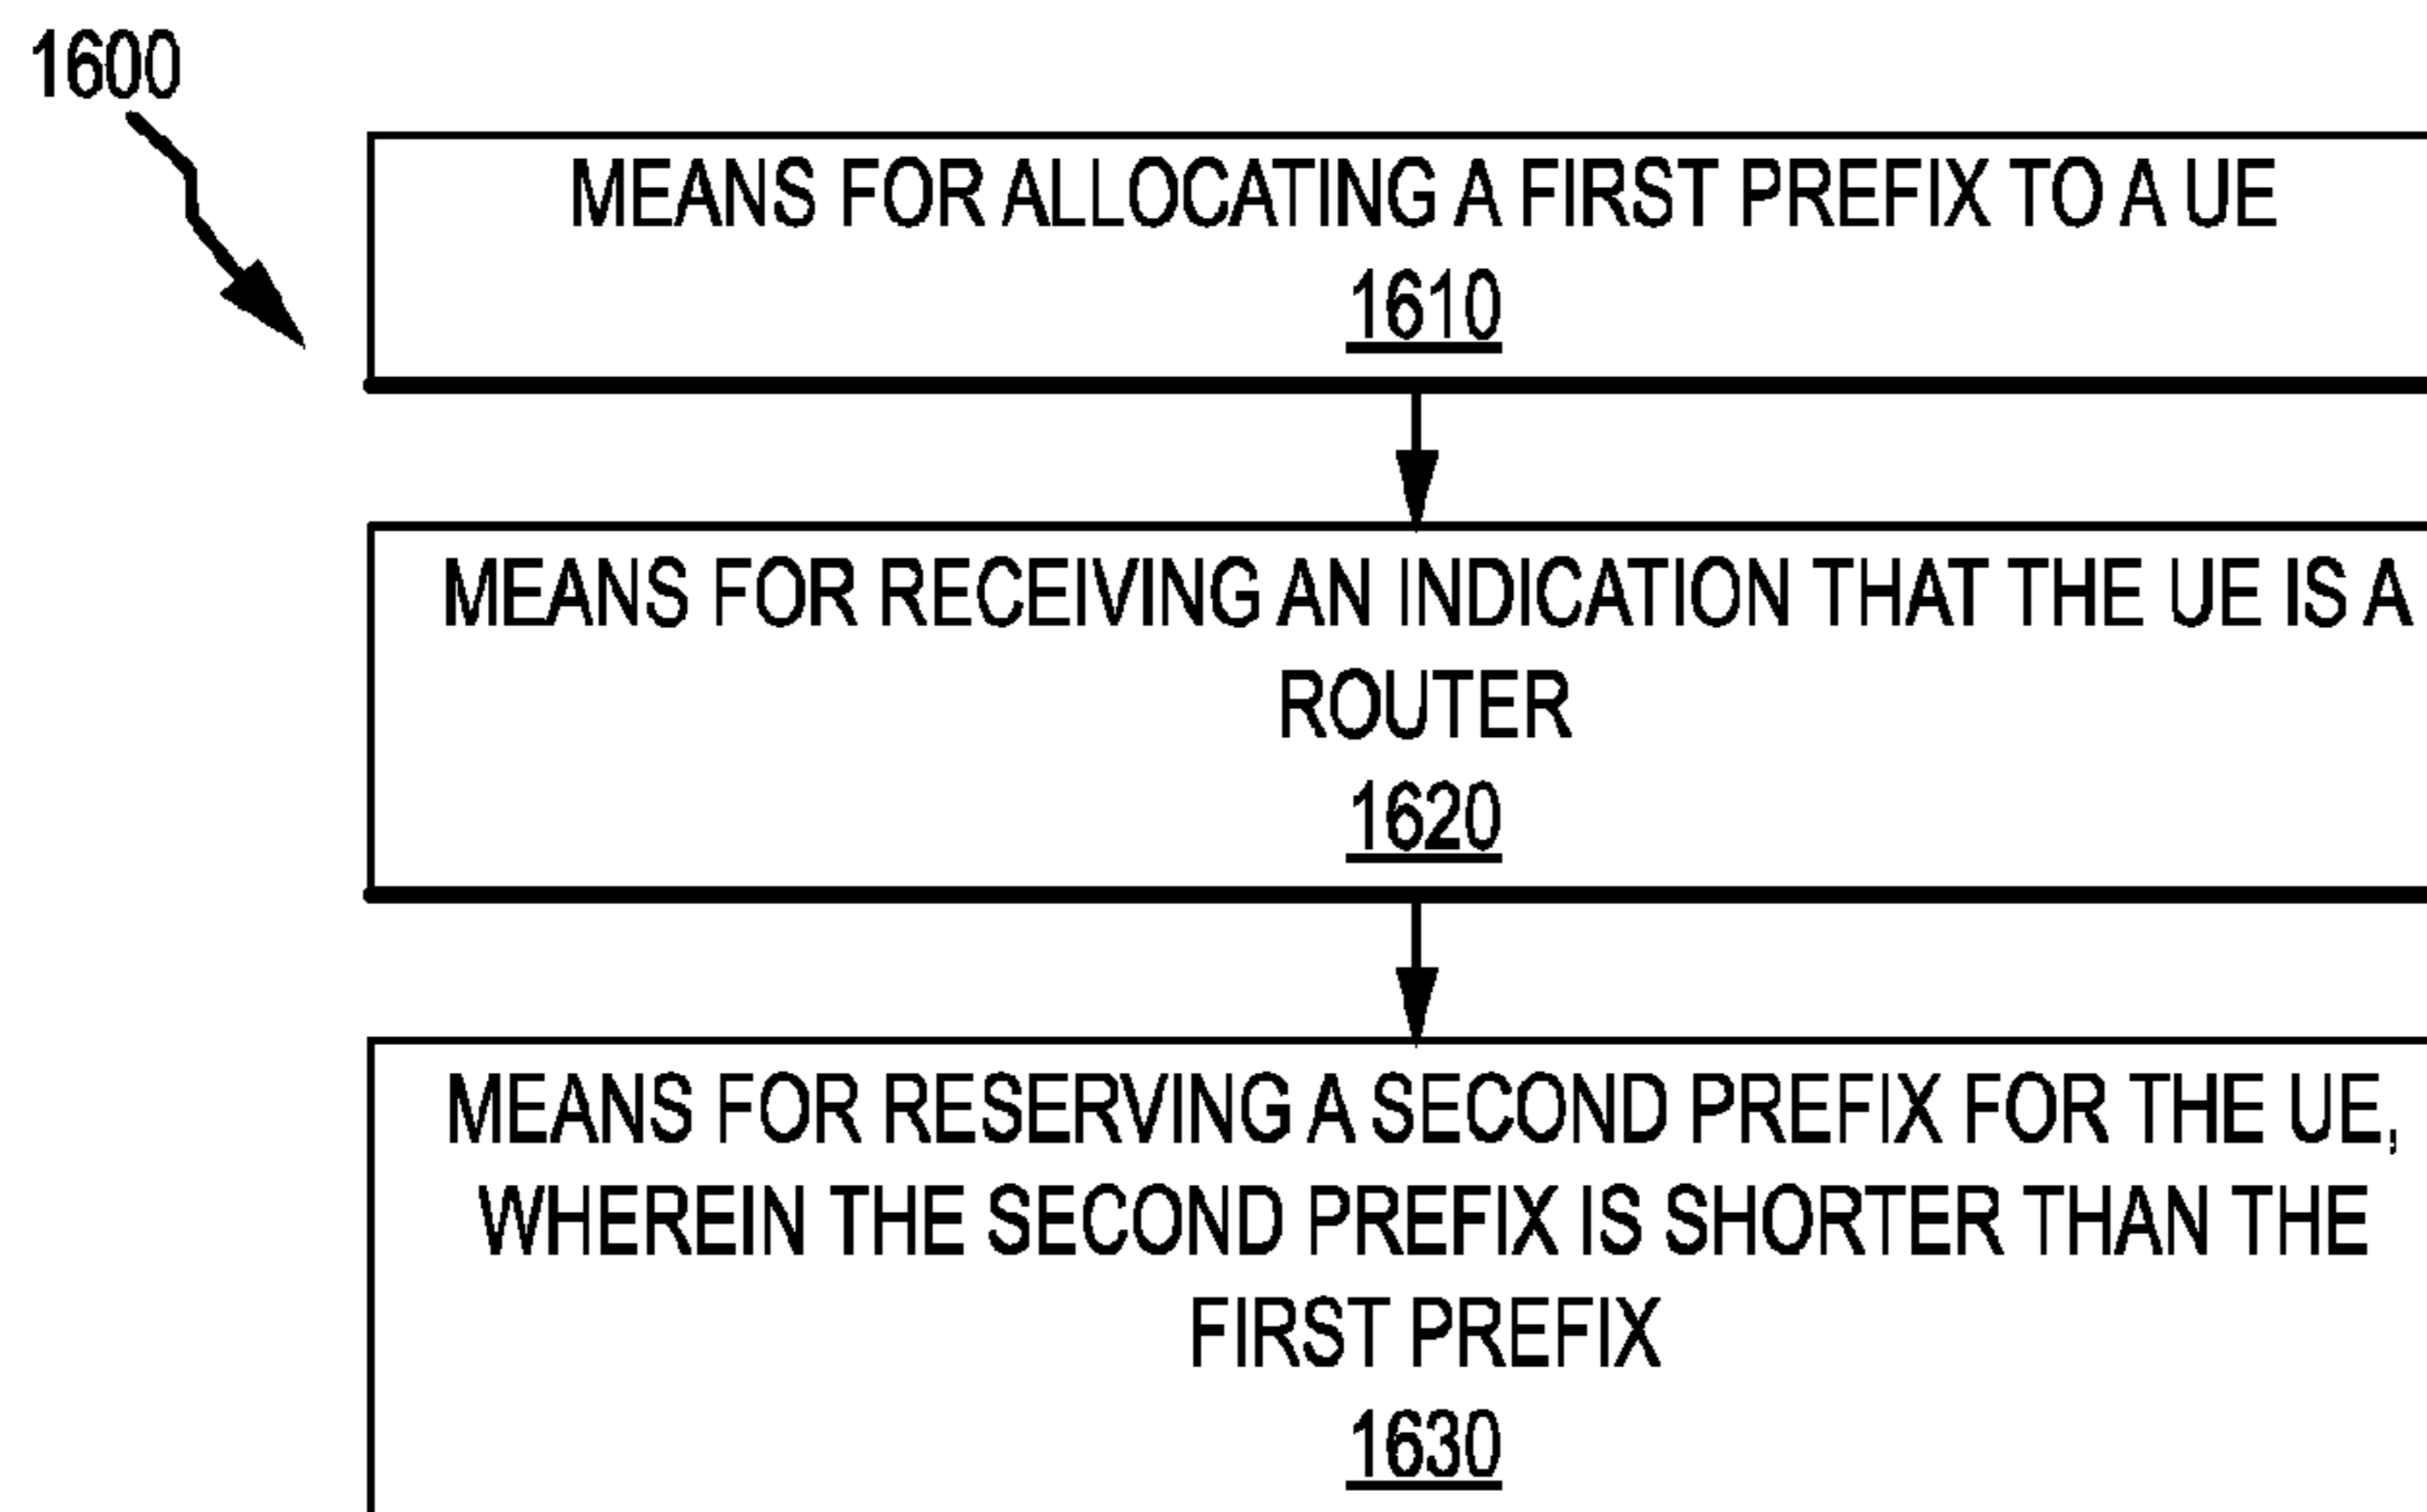 1600
MEANS FOR ALLOCATING A FIRST PREFIX TO A UE
1610
MEANS FOR RECEIVING AN INDICATION THAT THE UE IS A
ROUTER
1620
MEANS FOR RESERVING A SECOND PREFIX FOR THE UE,
WHEREIN THE SECOND PREFIX IS SHORTER THAN THE
FIRST PREFIX
1630